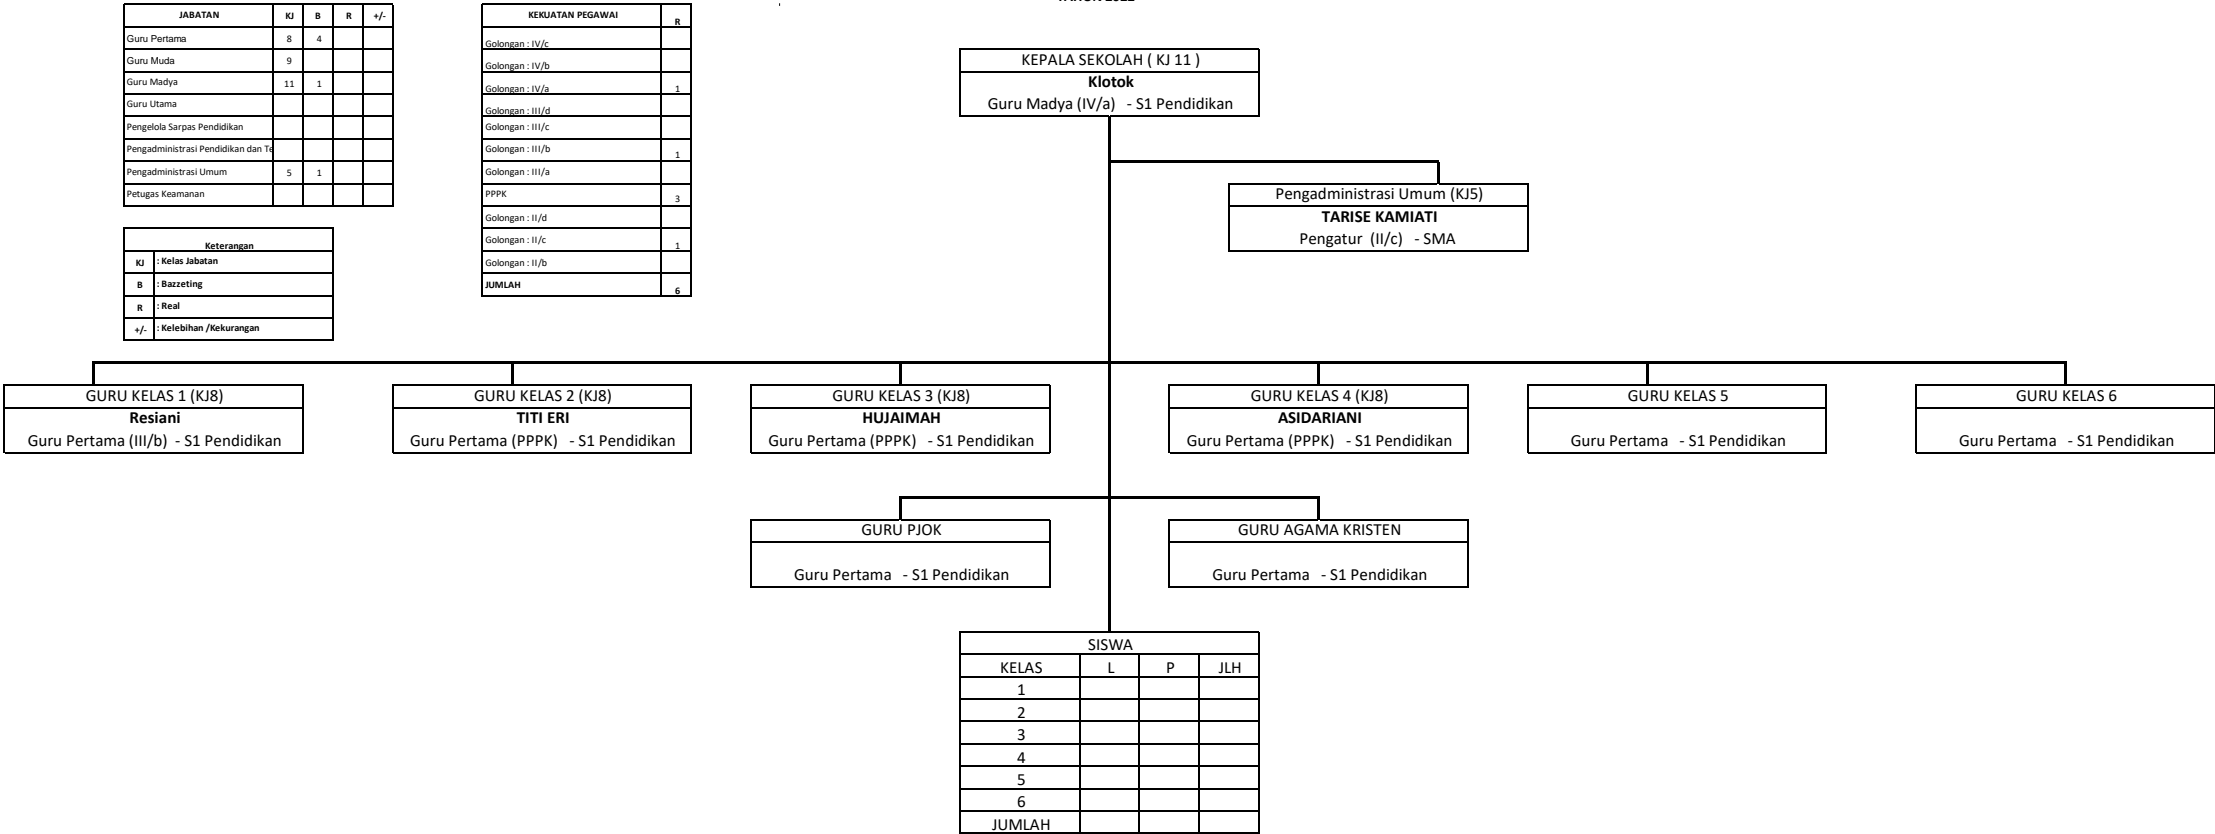 JABATAN KJ B R +/-
Guru Pertama 8 4
Guru Muda 9
Guru Madya 11 1
Guru Utama
Pengelola Sarpas Pendidikan
Pengadministrasi Pendidikan dan Te
Pengadministrasi Umum 5 1
Petugas Keamanan
Keterangan
KJ : Kelas Jabatan
B : Bazzeting
R : Real
+/- : Kelebihan /Kekurangan
KEKUATAN PEGAWAI R
Golongan : IV/c
Golongan : IV/b
Golongan : IV/a 1
Golongan : III/d
Golongan : III/c
Golongan : III/b 1
Golongan : III/a
PPPK 3
Golongan : II/d
Golongan : II/c 1
Golongan : II/b
JUMLAH 6
KEPALA SEKOLAH ( KJ 11 )
Klotok
Guru Madya (IV/a) - S1 Pendidikan
Pengadministrasi Umum (KJ5)
TARISE KAMIATI
Pengatur (II/c) - SMA
GURU KELAS 1 (KJ8)
Resiani
Guru Pertama (III/b) - S1 Pendidikan
GURU KELAS 2 (KJ8)
TITI ERI
Guru Pertama (PPPK) - S1 Pendidikan
GURU KELAS 3 (KJ8)
HUJAIMAH
Guru Pertama (PPPK) - S1 Pendidikan
GURU KELAS 4 (KJ8)
ASIDARIANI
Guru Pertama (PPPK) - S1 Pendidikan
GURU KELAS 5
Guru Pertama - S1 Pendidikan
GURU KELAS 6
Guru Pertama - S1 Pendidikan
GURU PJOK
Guru Pertama - S1 Pendidikan
GURU AGAMA KRISTEN
Guru Pertama - S1 Pendidikan
SISWA
KELAS L P JLH
1
2
3
4
5
6
JUMLAH